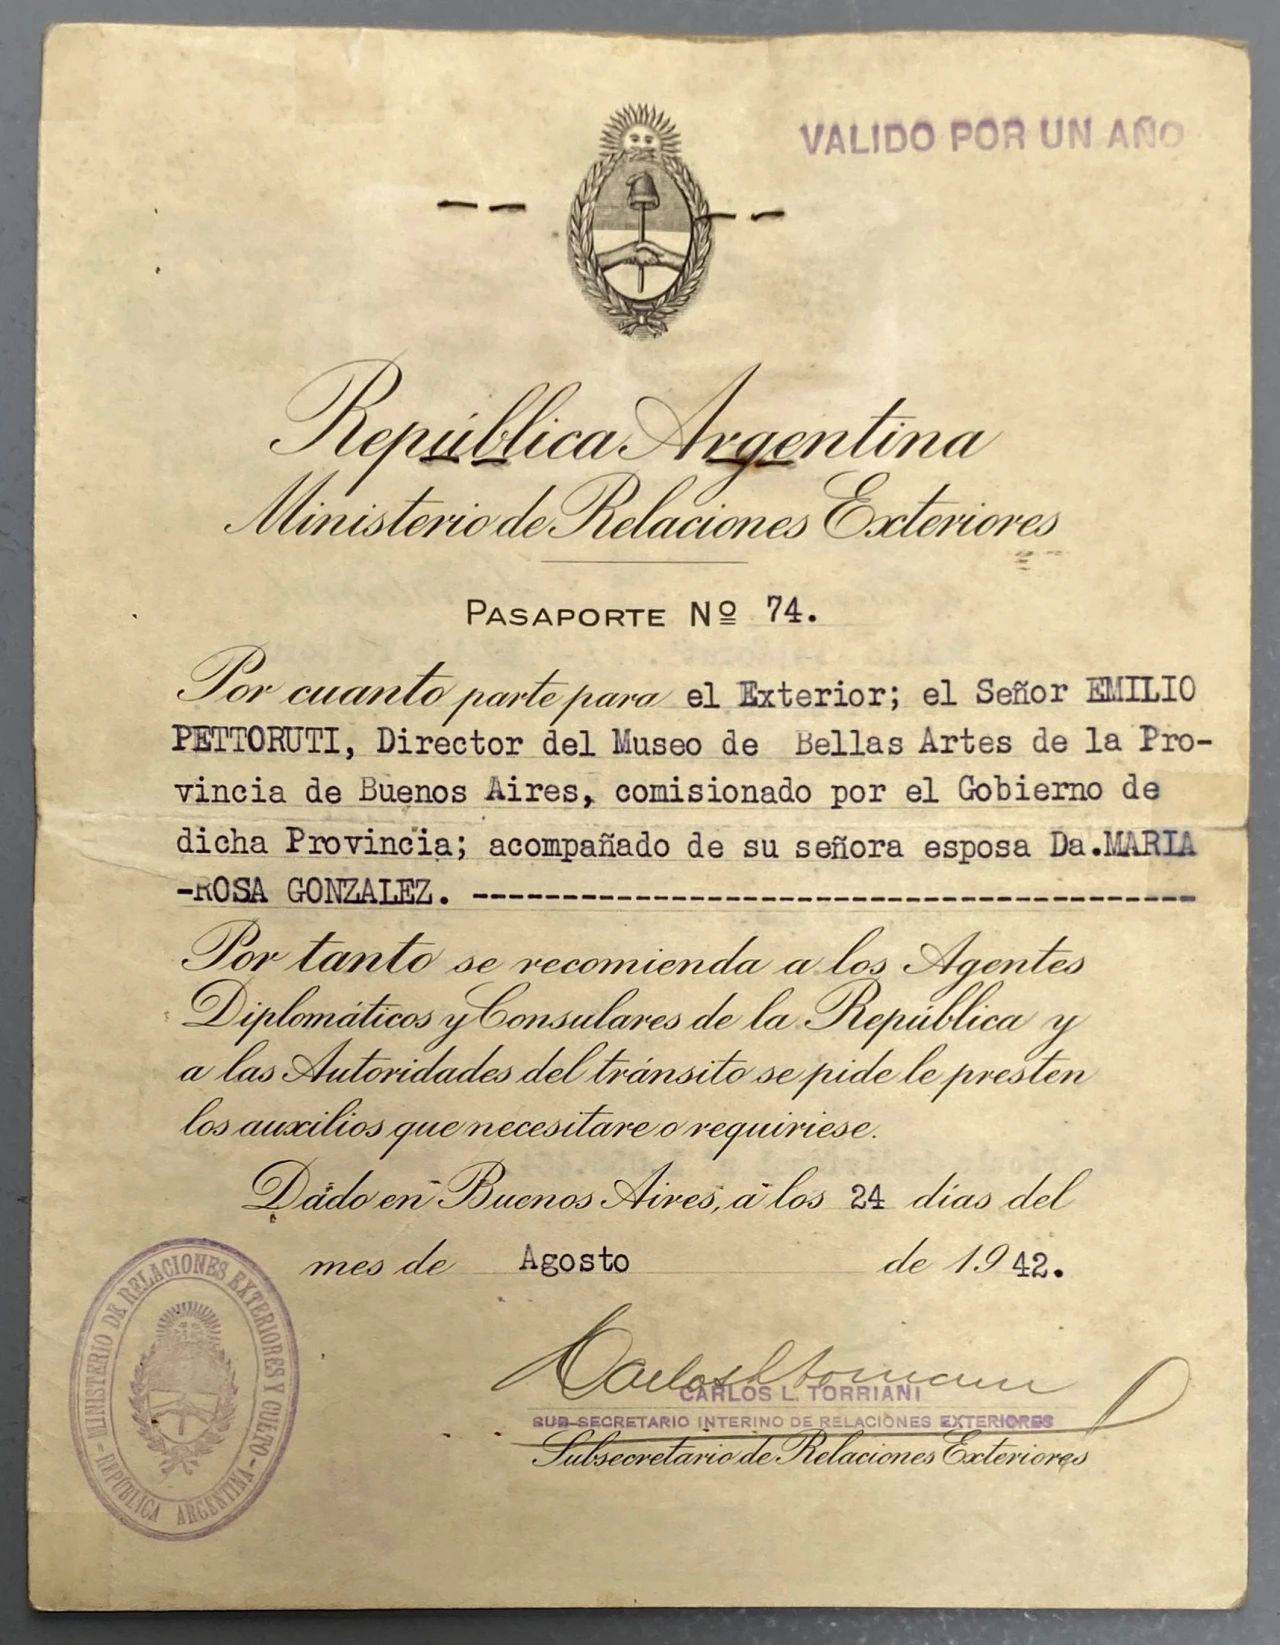 VALIDO POR UN AÑO
República Argentina
Ministerio de Relaciones Exteriores
PASAPORTE Nº 74.
Por cuanto parte para el Exterior; el Señor EMILIO
PETTORUTI, Director del Museo de Bellas Artes de la Pro-
vincia de Buenos Aires, comisionado por el Gobierno de
dicha Provincia; acompañado de su señora esposa Da.MARIA
-ROSA GONZALEZ. ----------------------------------------
Por tanto se recomienda a los Agentes
Diplomáticos y Consulares de la República y
a las Autoridades del tránsito se pide le presten
los auxilios que necesitare o requiriese.
Dado en Buenos Aires, a los 24 días del
mes de Agosto de 1942.
CARLOS L. TORRIANI
SUB-SECRETARIO INTERINO DE RELACIONES EXTERIORES
Subsecretario de Relaciones Exteriores
MINISTERIO DE RELACIONES EXTERIORES Y CULTO
- REPÚBLICA ARGENTINA -